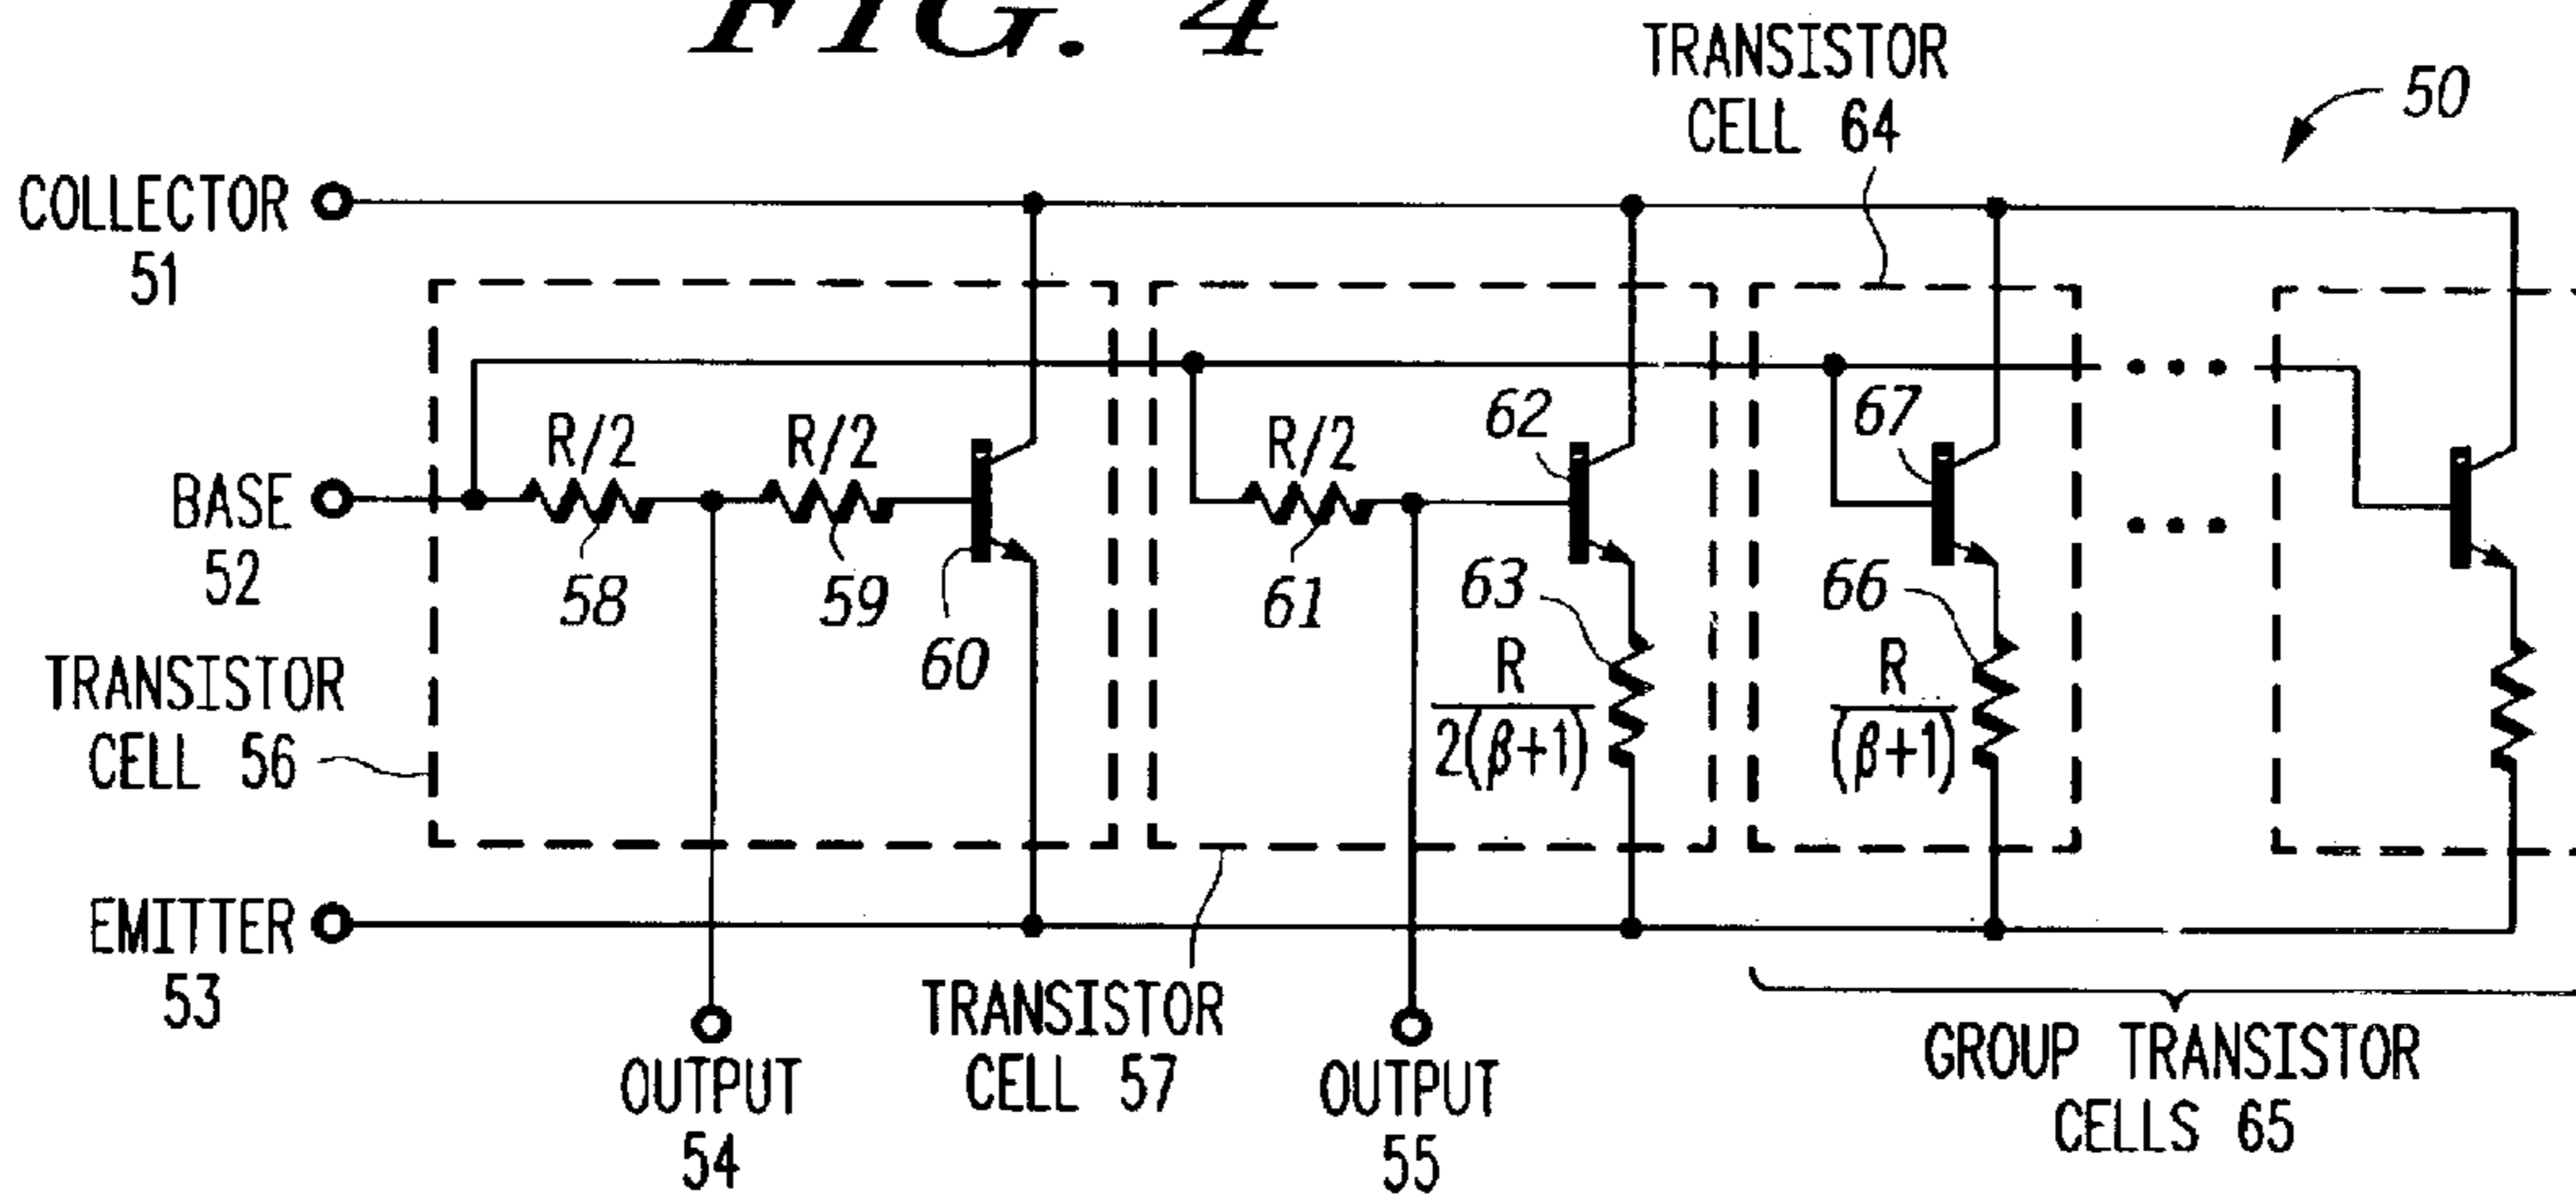 FIG. 4
TRANSISTOR
CELL 64
50
COLLECTOR
51
R/2
R/2
R/2
62
67
BASE
52
58
59
60
61
63
66
R
2(β+1)
R
(β+1)
TRANSISTOR
CELL 56
EMITTER
53
OUTPUT
54
TRANSISTOR
CELL 57
OUTPUT
55
GROUP TRANSISTOR
CELLS 65